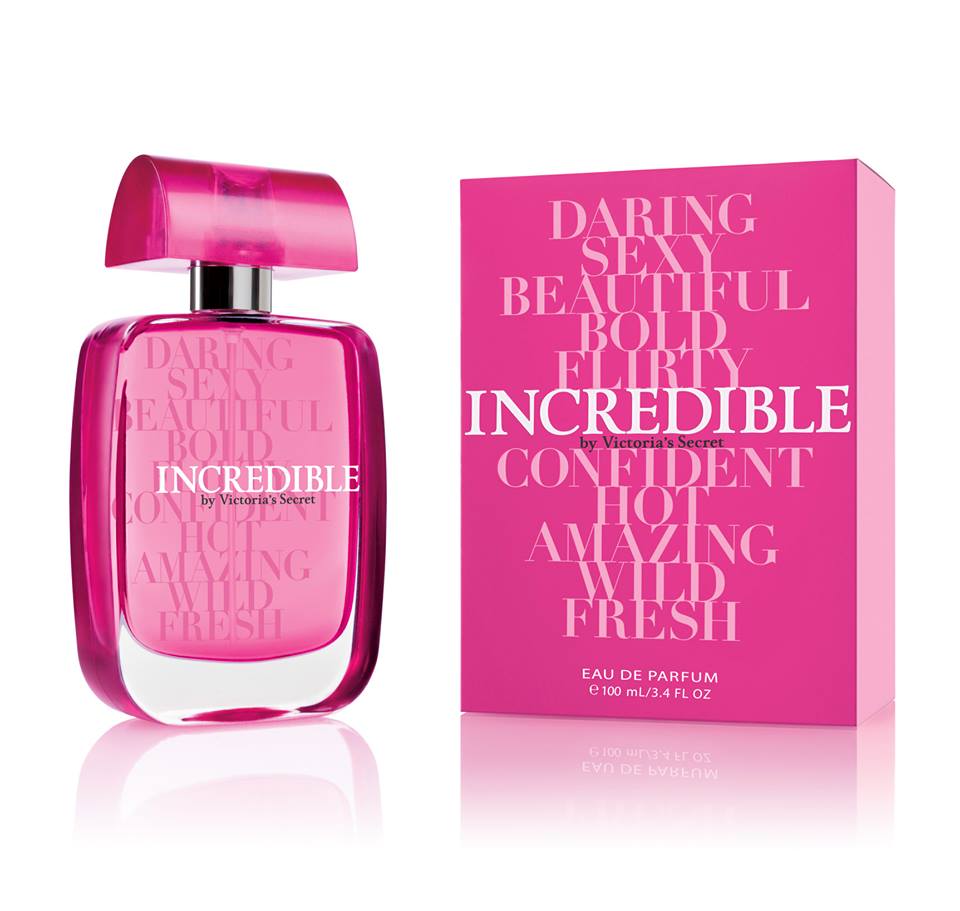 DARING
SEXY
BEAUTIFUL
BOLD
INCREDIBLE
by Victoria's Secret
CONFIDENT
HOT
AMAZING
WILD
FRESH
DARING
SEXY
BEAUTIFUL
BOLD
FLIRTY
INCREDIBLE
by Victoria's Secret
CONFIDENT
HOT
AMAZING
WILD
FRESH
EAU DE PARFUM
℮ 100 mL/3.4 FL OZ